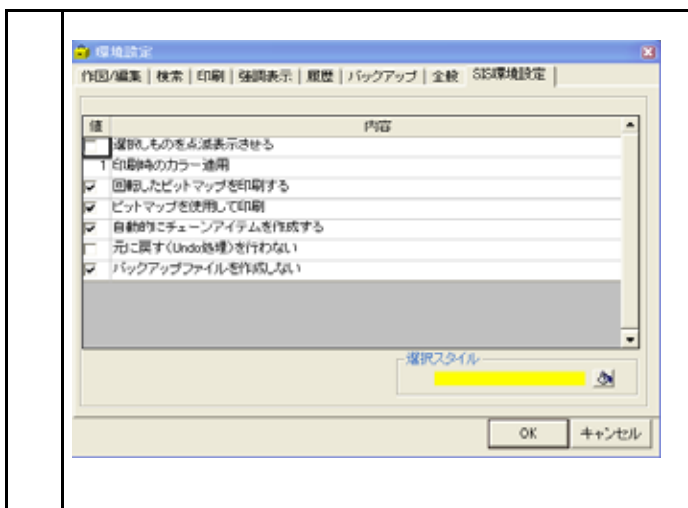 環境設定
作図/編集 | 検索 | 印刷 | 強調表示 | 履歴 | バックアップ | 全般 | SIS環境設定
値 内容
選択しものを点滅表示させる
1 印刷時のカラー適用
回転したビットマップを印刷する
ビットマップを使用して印刷
自動的にチェーンアイテムを作成する
元に戻す(Undo処理)を行わない
バックアップファイルを作成しない
選択スタイル
OK キャンセル